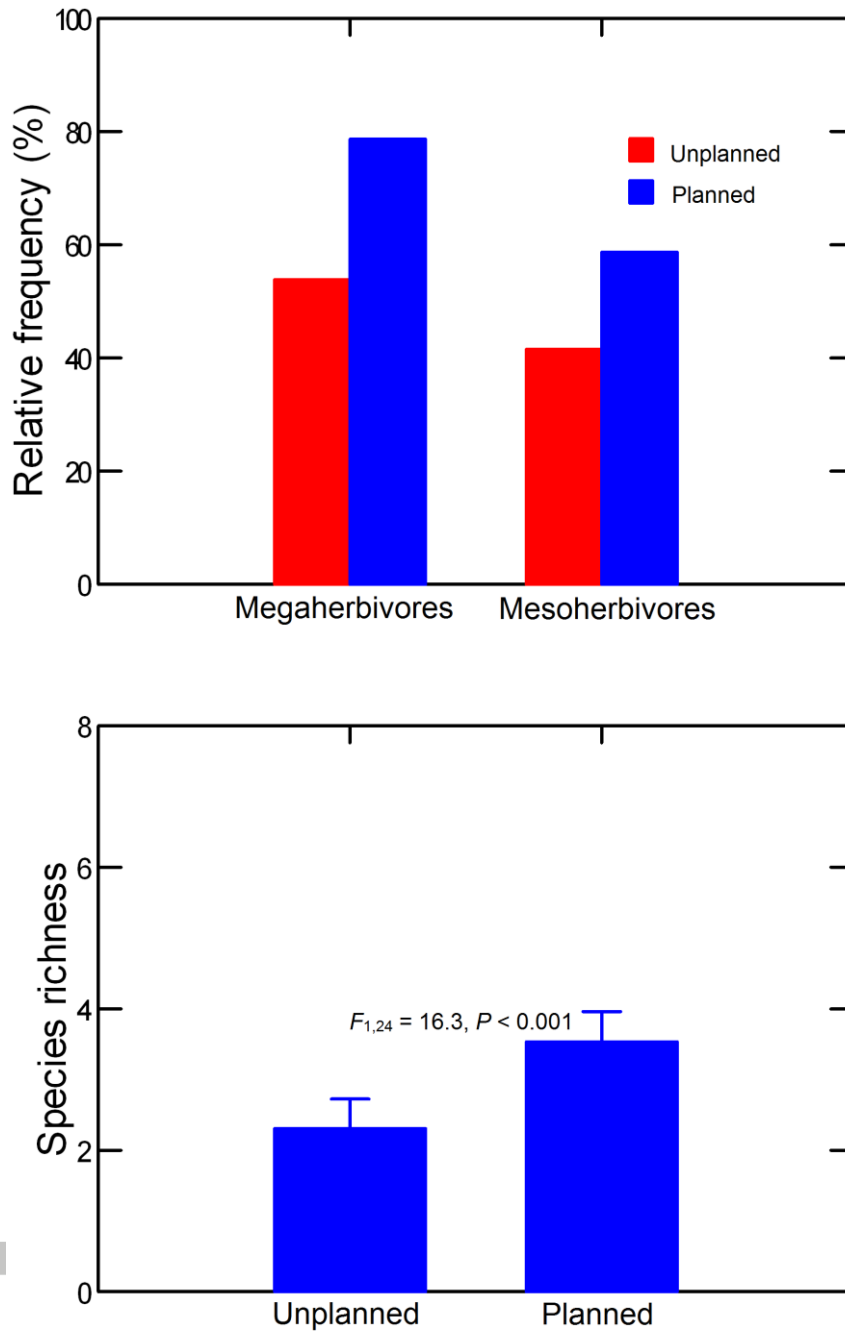 100
80
60
40
20
0
Relative frequency (%)
Unplanned
Planned
Megaherbivores Mesoherbivores
8
6
4
2
0
Species richness
F1,24 = 16.3, P < 0.001
Unplanned Planned